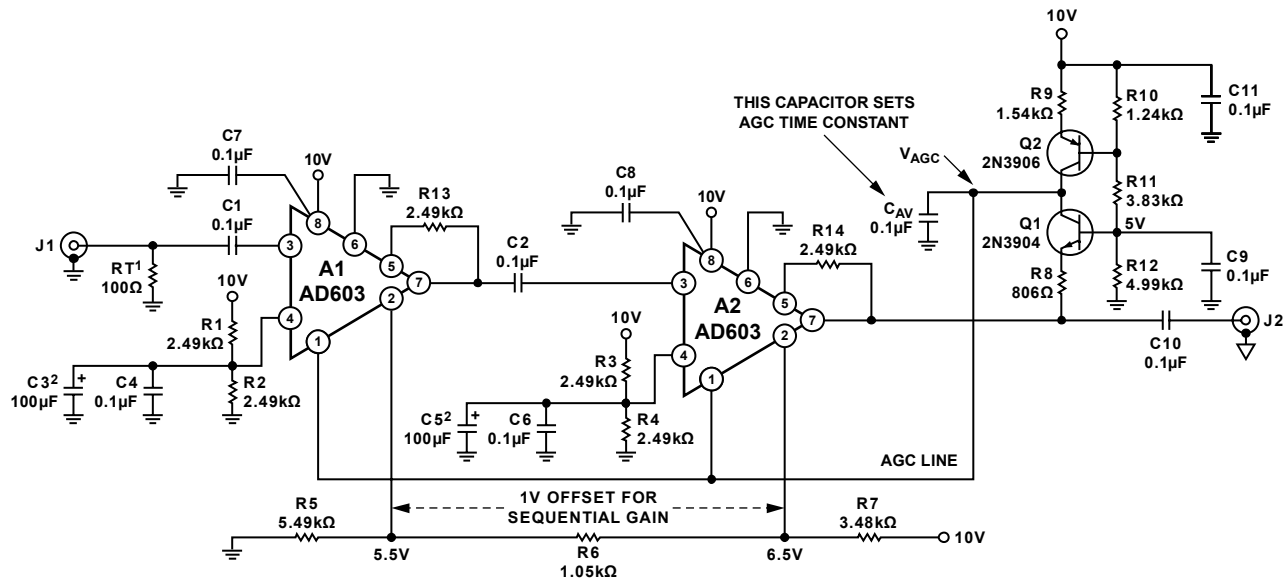 10V
THIS CAPACITOR SETS
AGC TIME CONSTANT
R9
1.54kΩ
R10
1.24kΩ
C11
0.1µF
Q2
2N3906
VAGC
R11
3.83kΩ
CAV
0.1µF
Q1
2N3904
5V
R8
806Ω
R12
4.99kΩ
C9
0.1µF
C10
0.1µF
J2
C7
0.1µF
10V
R13
2.49kΩ
C1
0.1µF
J1
RT¹
100Ω
8
6
3
5
7
2
4
1
A1
AD603
10V
R1
2.49kΩ
R2
2.49kΩ
C3²
+
100µF
C4
0.1µF
C2
0.1µF
C8
0.1µF
10V
R14
2.49kΩ
8
6
3
5
7
2
4
1
A2
AD603
10V
R3
2.49kΩ
R4
2.49kΩ
C5²
+
100µF
C6
0.1µF
AGC LINE
1V OFFSET FOR
SEQUENTIAL GAIN
R5
5.49kΩ
5.5V
R6
1.05kΩ
6.5V
R7
3.48kΩ
10V